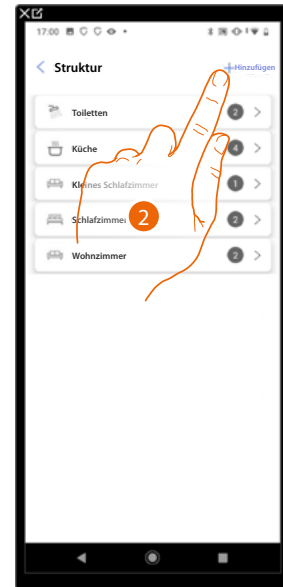 17:00
Struktur
Hinzufügen
Toiletten 2
Küche 4
Kleines Schlafzimmer 1
Schlafzimmer 2
2
Wohnzimmer 2